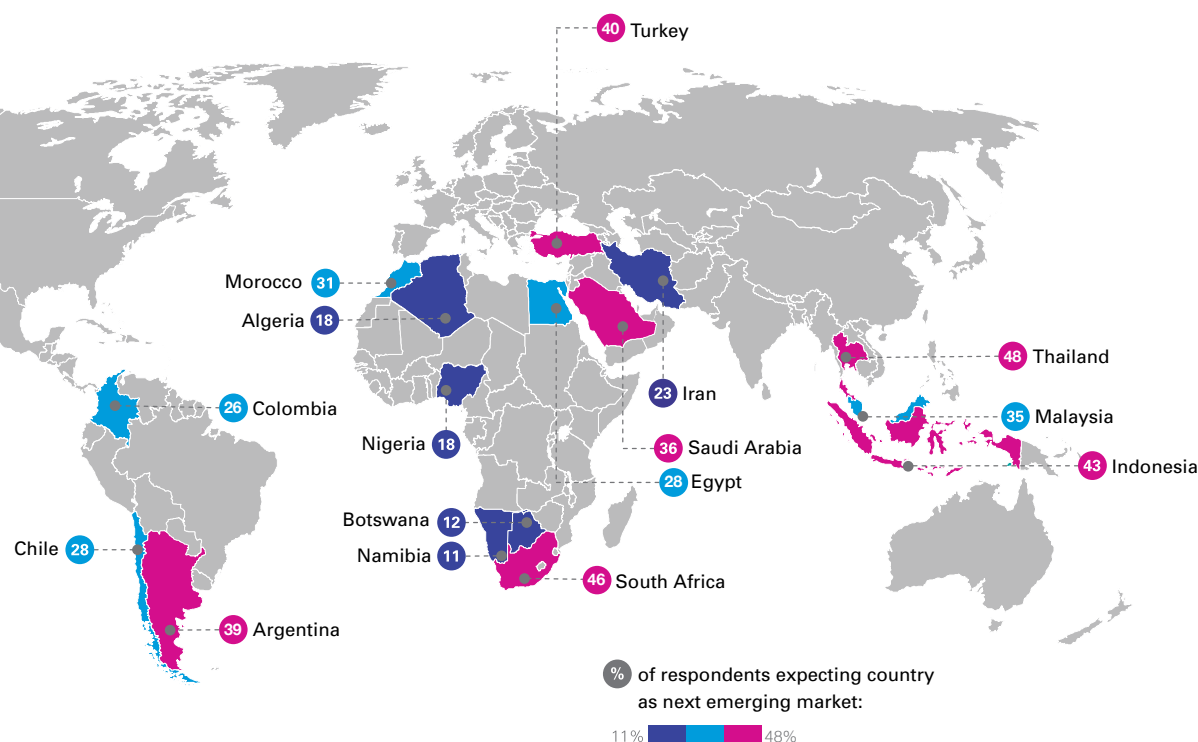 40 Turkey
Morocco 31
Algeria 18
48 Thailand
23 Iran
26 Colombia
35 Malaysia
Nigeria 18
36 Saudi Arabia
43 Indonesia
28 Egypt
Botswana 12
Chile 28
Namibia 11
46 South Africa
39 Argentina
% of respondents expecting country
as next emerging market:
11% 48%